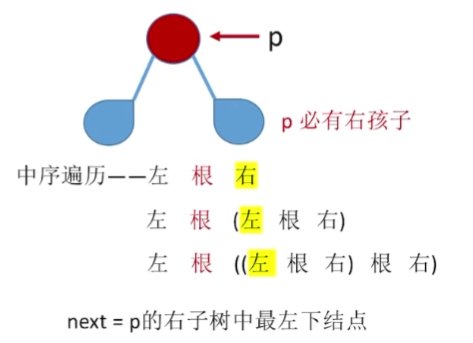 p
p 必有右孩子
中序遍历——左 根 右
左 根 (左 根 右)
左 根 ((左 根 右) 根 右)
next = p的右子树中最左下结点